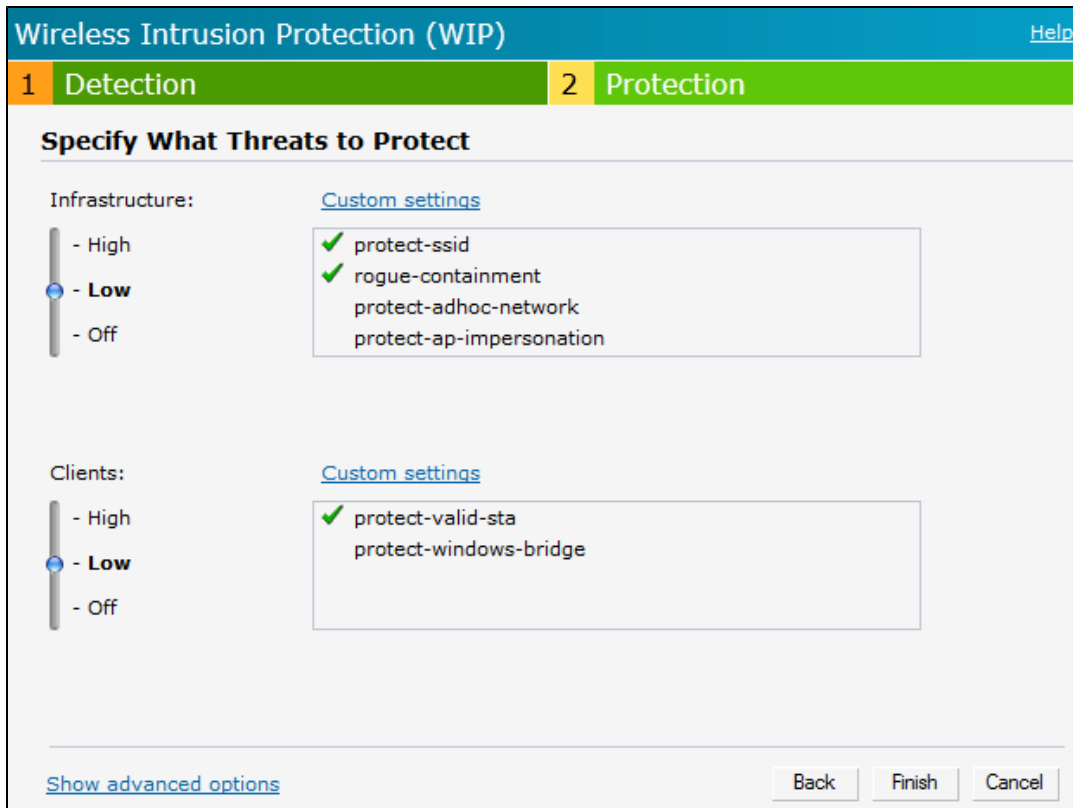 Wireless Intrusion Protection (WIP) Help
1 Detection 2 Protection
Specify What Threats to Protect
Infrastructure: Custom settings
- High
- Low
- Off
✔ protect-ssid
✔ rogue-containment
protect-adhoc-network
protect-ap-impersonation
Clients: Custom settings
- High
- Low
- Off
✔ protect-valid-sta
protect-windows-bridge
Show advanced options Back Finish Cancel